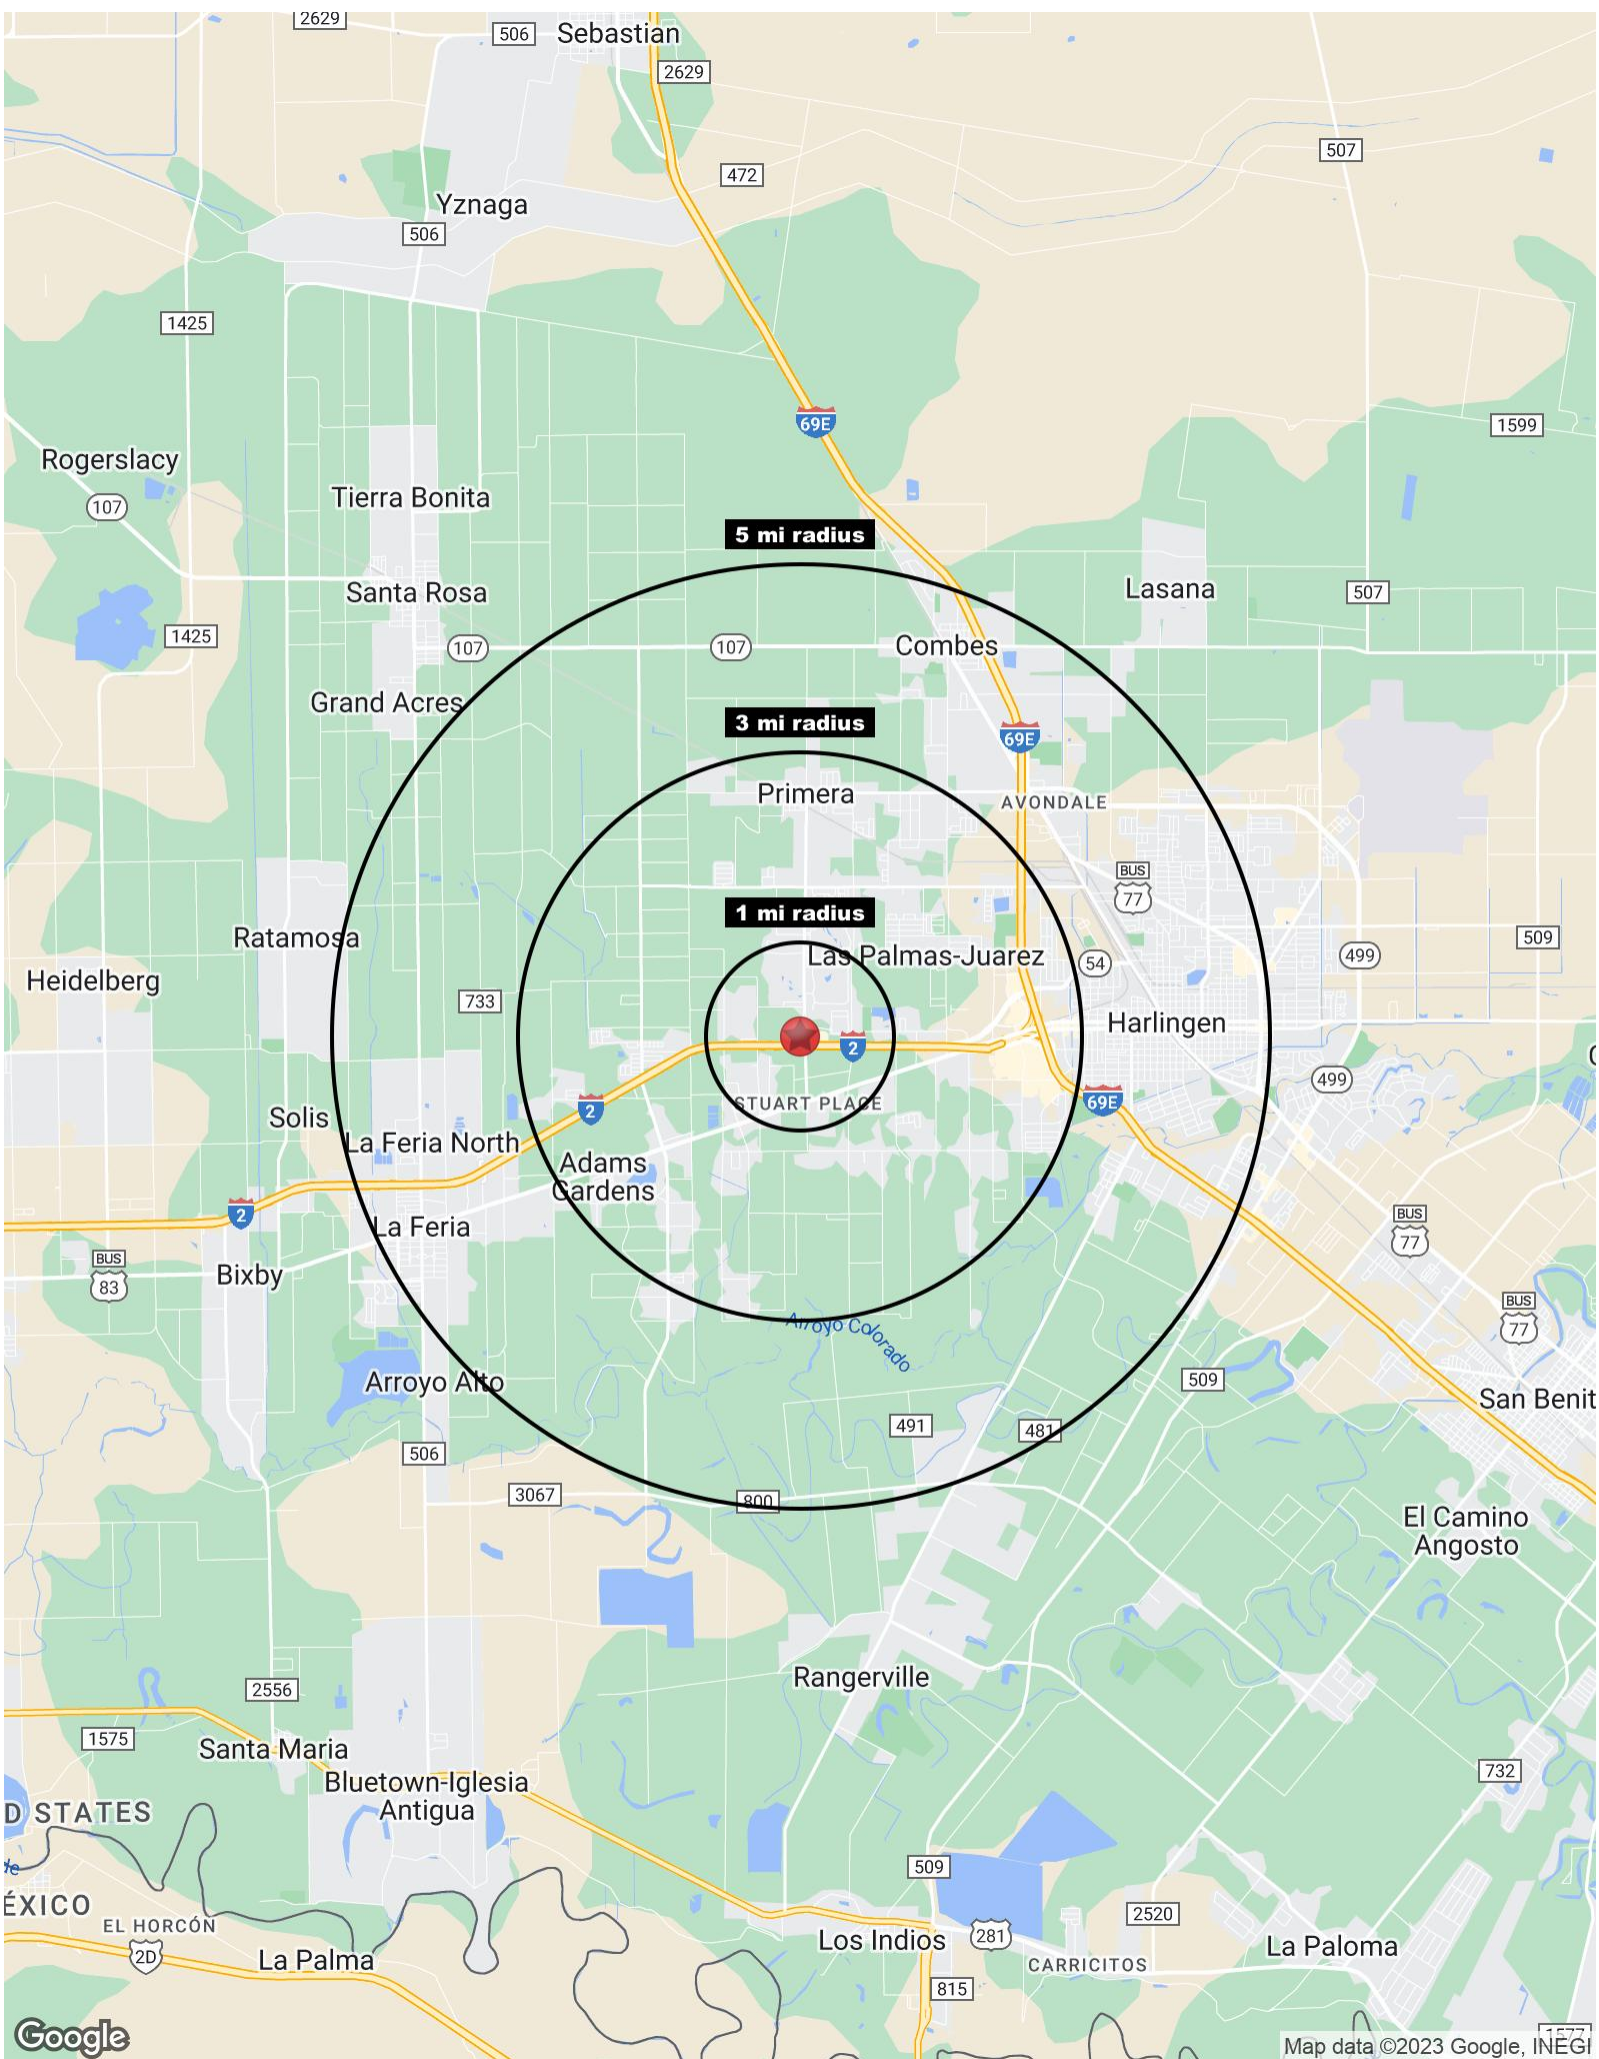 2629
506
Sebastian
2629
507
472
Yznaga
506
1425
69E
1599
Rogerslacy
107
Tierra Bonita
5 mi radius
Santa Rosa
Lasana
507
1425
107
107
Combes
Grand Acres
3 mi radius
69E
Primera
AVONDALE
BUS
77
1 mi radius
Ratamosa
Las Palmas-Juarez
54
499
509
Heidelberg
733
Harlingen
2
499
2
69E
STUART PLACE
Solis
La Feria North
Adams
Gardens
2
La Feria
BUS
77
BUS
83
Bixby
BUS
77
Arroyo Colorado
Arroyo Alto
509
San Benit
491
481
506
3067
800
El Camino
Angosto
Rangerville
2556
1575
Santa Maria
732
Bluetown-Iglesia
Antigua
D STATES
509
ÉXICO
EL HORCÓN
2D
La Palma
2520
Los Indios
281
La Paloma
CARRICITOS
815
1577
Google
Map data ©2023 Google, INEGI